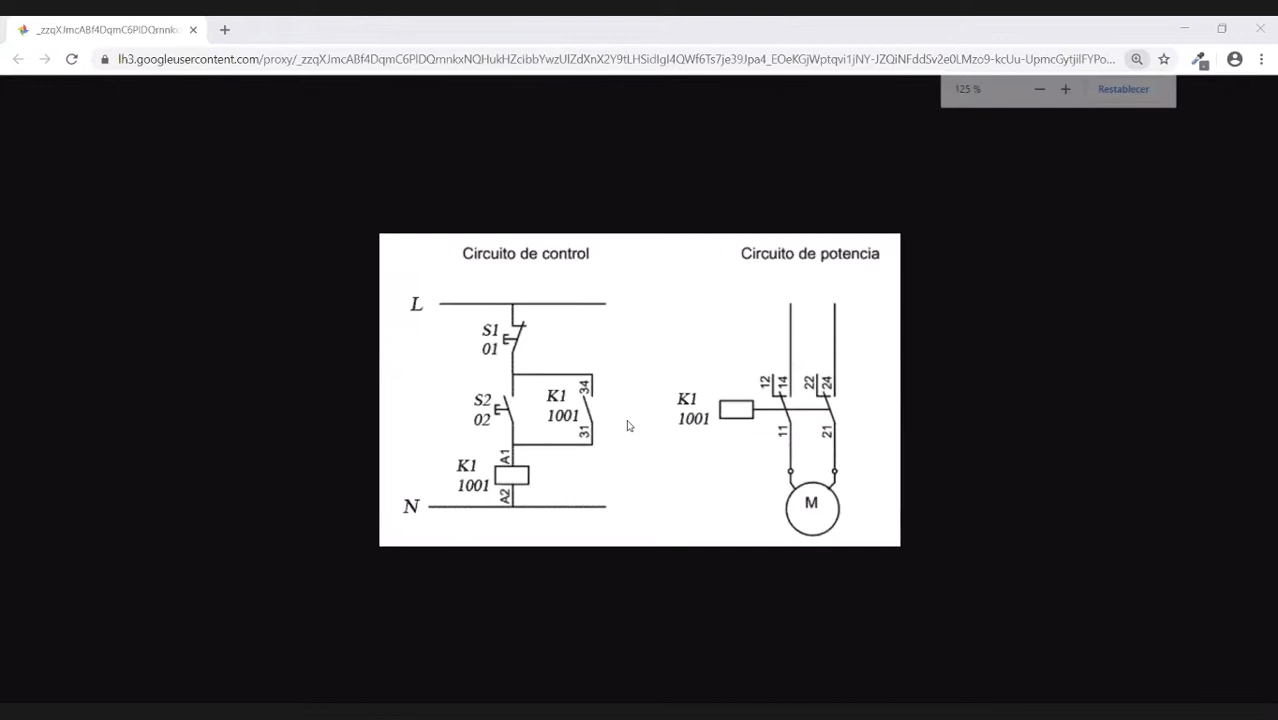 _zzqXJmcABf4DqmC6PlDQrnnkx
125 %
Restablecer
Circuito de control
Circuito de potencia
L
S1
01
S2
02
K1
1001
34
31
K1
1001
A1
A2
N
K1
1001
12
14
22
24
11
21
M